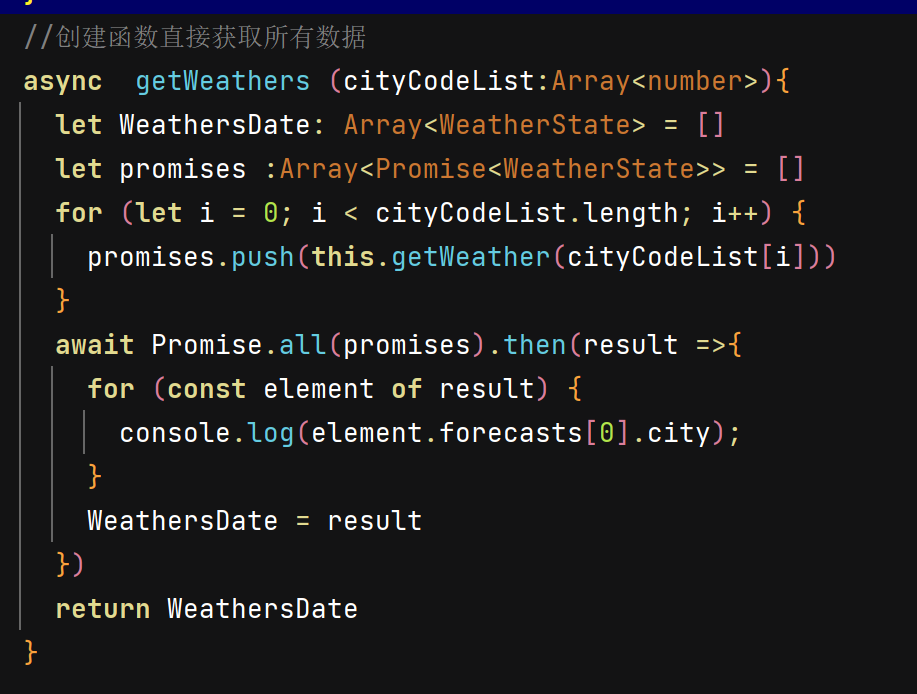 }
//创建函数直接获取所有数据
async  getWeathers (cityCodeList:Array<number>){
  let WeathersDate: Array<WeatherState> = []
  let promises :Array<Promise<WeatherState>> = []
  for (let i = 0; i < cityCodeList.length; i++) {
    promises.push(this.getWeather(cityCodeList[i]))
  }
  await Promise.all(promises).then(result =>{
    for (const element of result) {
      console.log(element.forecasts[0].city);
    }
    WeathersDate = result
  })
  return WeathersDate
}